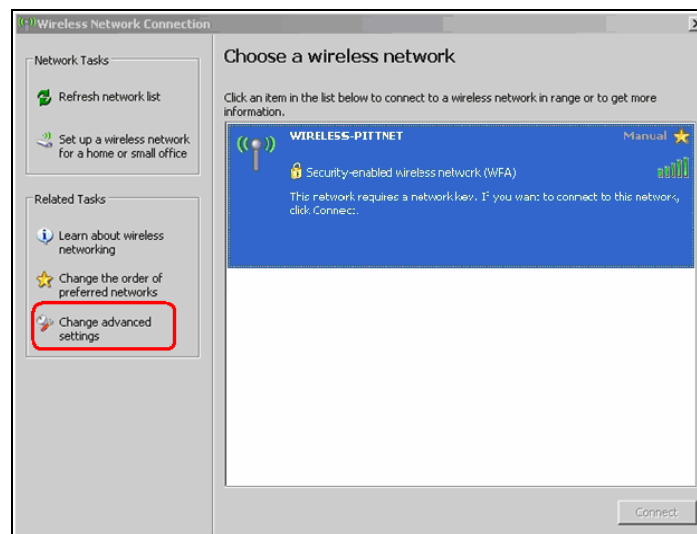 Wireless Network Connection
Network Tasks
Refresh network list
Set up a wireless network
for a home or small office
Related Tasks
Learn about wireless
networking
Change the order of
preferred networks
Change advanced
settings
Choose a wireless network
Click an item in the list below to connect to a wireless network in range or to get more
information.
WIRELESS-PITTNET
Manual
Security-enabled wireless network (WFA)
This network requires a network key. If you want to connect to this network,
click Connect.
Connect